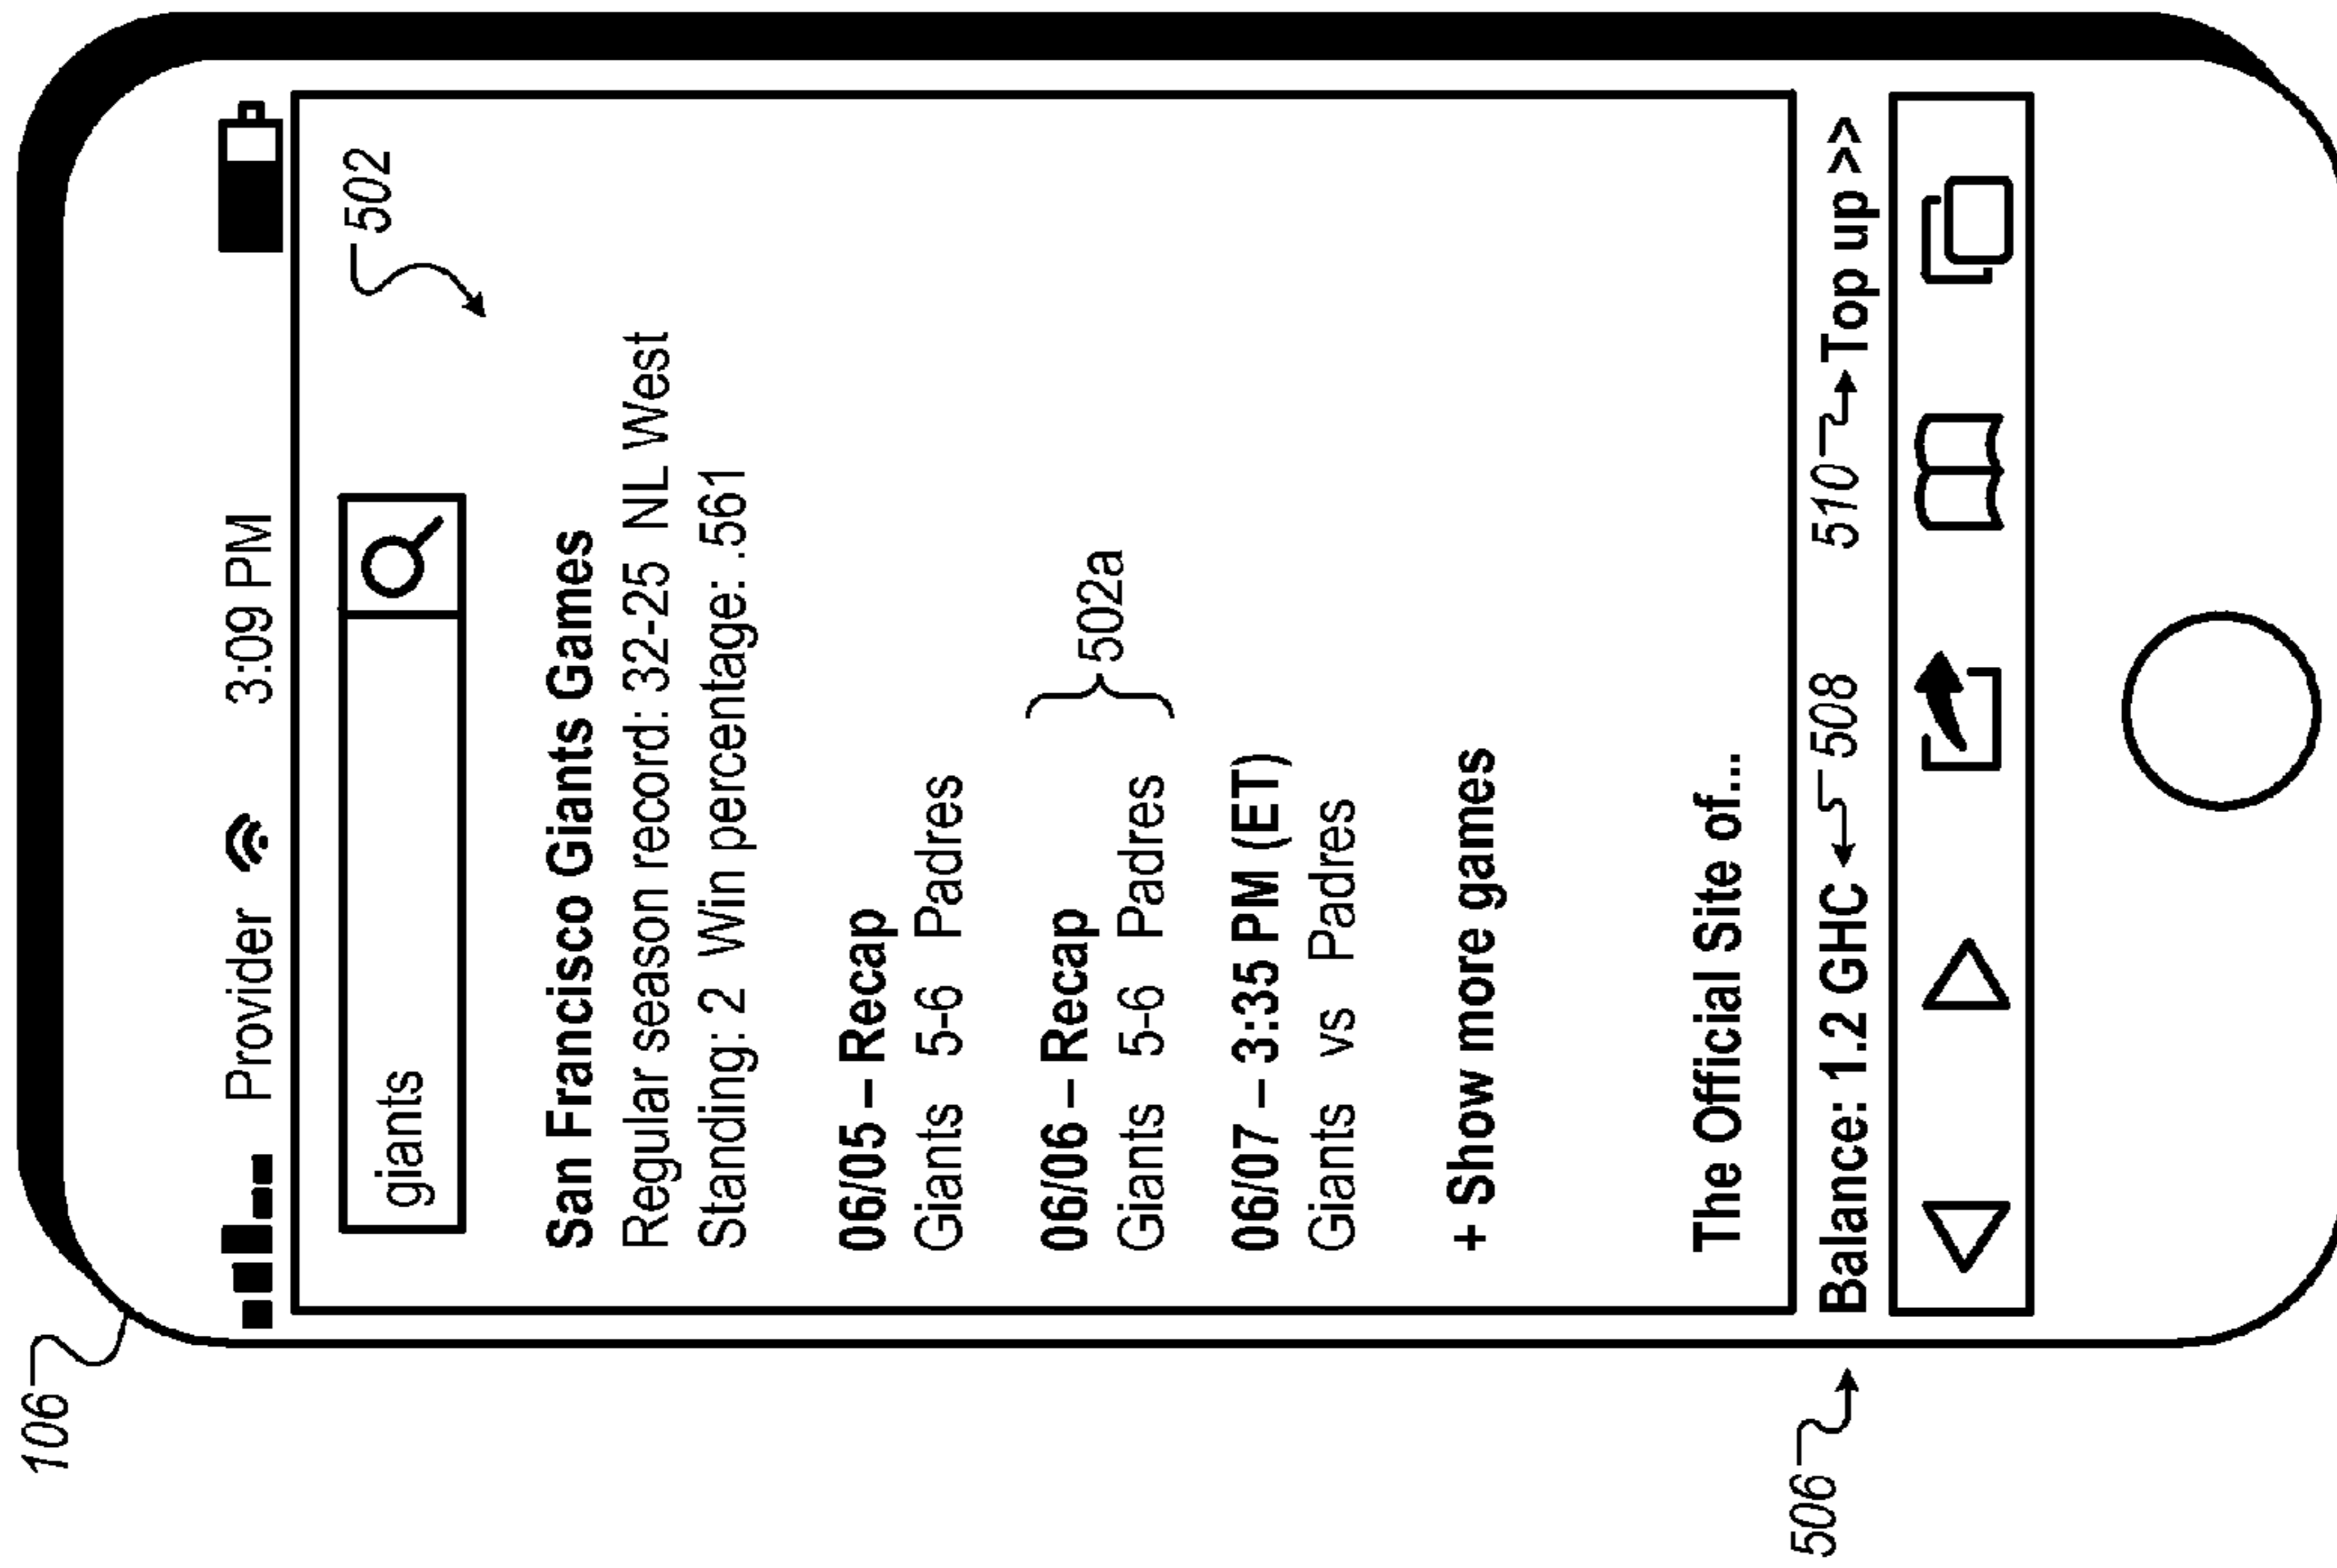 106
Provider 3:09 PM
giants
502
San Francisco Giants Games
Regular season record: 32-25 NL West
Standing: 2 Win percentage: .561
06/05 – Recap
Giants 5-6 Padres
06/06 – Recap
Giants 5-6 Padres
502a
06/07 – 3:35 PM (ET)
Giants vs Padres
+ Show more games
The Official Site of...
506
Balance: 1.2 GHC 508 510 Top up >>